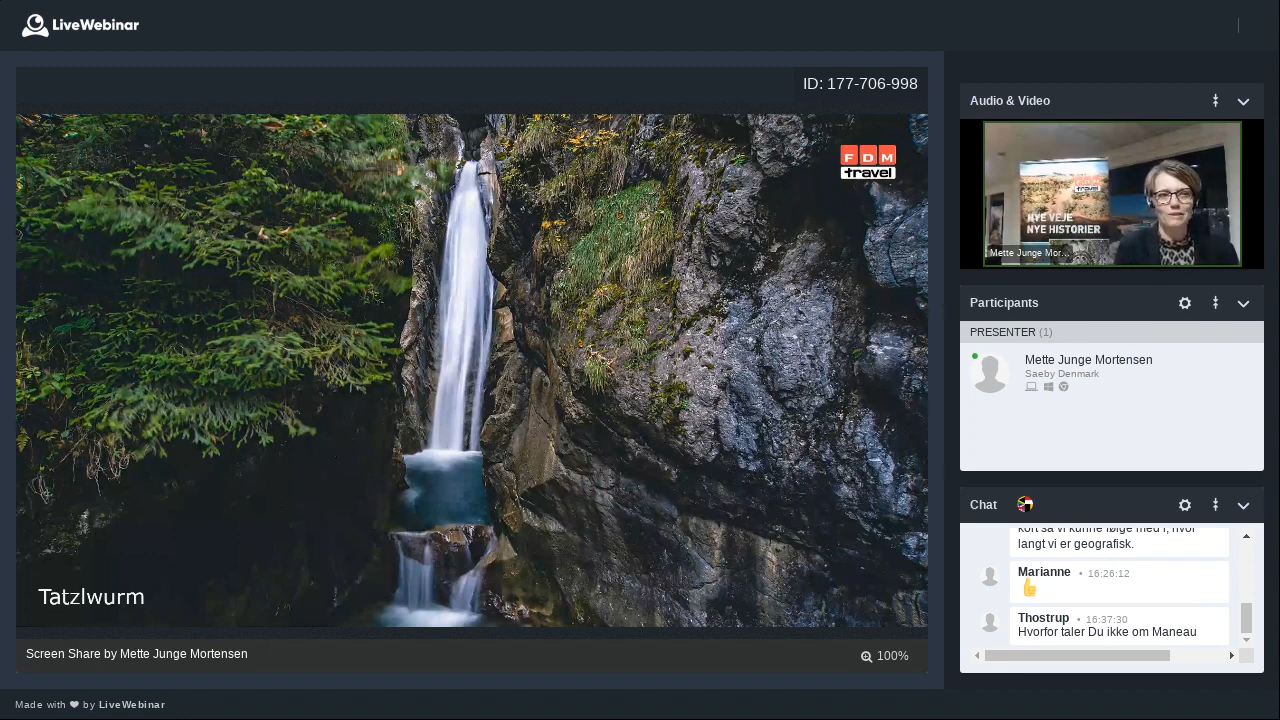 LiveWebinar
ID: 177-706-998
FDM
travel
Tatzlwurm
Screen Share by Mette Junge Mortensen
100%
Audio & Video
FDM
travel
NYE VEJE
NYE HISTORIER
Mette Junge Mor...
Participants
PRESENTER (1)
Mette Junge Mortensen
Saeby Denmark
Chat
kort så vi kunne følge med i, hvor
langt vi er geografisk.
Marianne • 16:26:12
Thostrup • 16:37:30
Hvorfor taler Du ikke om Maneau
Made with ❤ by LiveWebinar